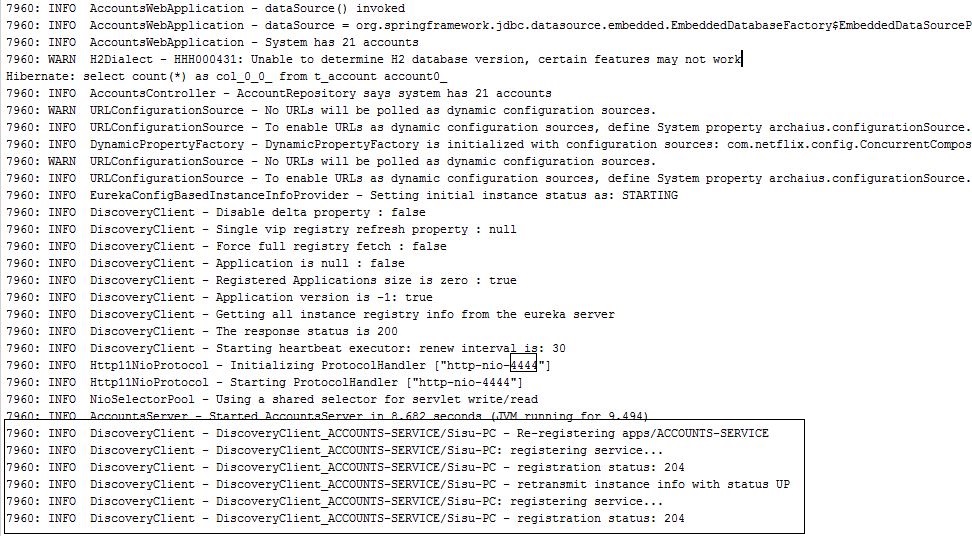 7960: INFO  AccountsWebApplication - dataSource() invoked
7960: INFO  AccountsWebApplication - dataSource = org.springframework.jdbc.datasource.embedded.EmbeddedDatabaseFactory$EmbeddedDataSourceP
7960: INFO  AccountsWebApplication - System has 21 accounts
7960: WARN  H2Dialect - HHH000431: Unable to determine H2 database version, certain features may not work
Hibernate: select count(*) as col_0_0_ from t_account account0_
7960: INFO  AccountsController - AccountRepository says system has 21 accounts
7960: WARN  URLConfigurationSource - No URLs will be polled as dynamic configuration sources.
7960: INFO  URLConfigurationSource - To enable URLs as dynamic configuration sources, define System property archaius.configurationSource.
7960: INFO  DynamicPropertyFactory - DynamicPropertyFactory is initialized with configuration sources: com.netflix.config.ConcurrentCompos
7960: WARN  URLConfigurationSource - No URLs will be polled as dynamic configuration sources.
7960: INFO  URLConfigurationSource - To enable URLs as dynamic configuration sources, define System property archaius.configurationSource.
7960: INFO  EurekaConfigBasedInstanceInfoProvider - Setting initial instance status as: STARTING
7960: INFO  DiscoveryClient - Disable delta property : false
7960: INFO  DiscoveryClient - Single vip registry refresh property : null
7960: INFO  DiscoveryClient - Force full registry fetch : false
7960: INFO  DiscoveryClient - Application is null : false
7960: INFO  DiscoveryClient - Registered Applications size is zero : true
7960: INFO  DiscoveryClient - Application version is -1: true
7960: INFO  DiscoveryClient - Getting all instance registry info from the eureka server
7960: INFO  DiscoveryClient - The response status is 200
7960: INFO  DiscoveryClient - Starting heartbeat executor: renew interval is: 30
7960: INFO  Http11NioProtocol - Initializing ProtocolHandler ["http-nio-4444"]
7960: INFO  Http11NioProtocol - Starting ProtocolHandler ["http-nio-4444"]
7960: INFO  NioSelectorPool - Using a shared selector for servlet write/read
7960: INFO  AccountsServer - Started AccountsServer in 8.682 seconds (JVM running for 9.494)
7960: INFO  DiscoveryClient - DiscoveryClient_ACCOUNTS-SERVICE/Sisu-PC - Re-registering apps/ACCOUNTS-SERVICE
7960: INFO  DiscoveryClient - DiscoveryClient_ACCOUNTS-SERVICE/Sisu-PC: registering service...
7960: INFO  DiscoveryClient - DiscoveryClient_ACCOUNTS-SERVICE/Sisu-PC - registration status: 204
7960: INFO  DiscoveryClient - DiscoveryClient_ACCOUNTS-SERVICE/Sisu-PC - retransmit instance info with status UP
7960: INFO  DiscoveryClient - DiscoveryClient_ACCOUNTS-SERVICE/Sisu-PC: registering service...
7960: INFO  DiscoveryClient - DiscoveryClient_ACCOUNTS-SERVICE/Sisu-PC - registration status: 204